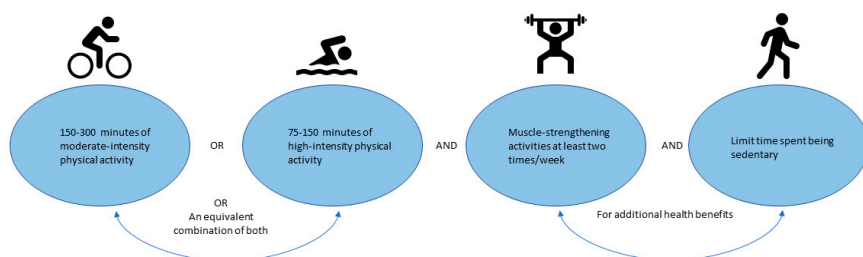 150-300 minutes of
moderate-intensity
physical activity
OR
75-150 minutes of
high-intensity physical
activity
AND
Muscle-strengthening
activities at least two
times/week
AND
Limit time spent being
sedentary
OR
An equivalent
combination of both
For additional health benefits